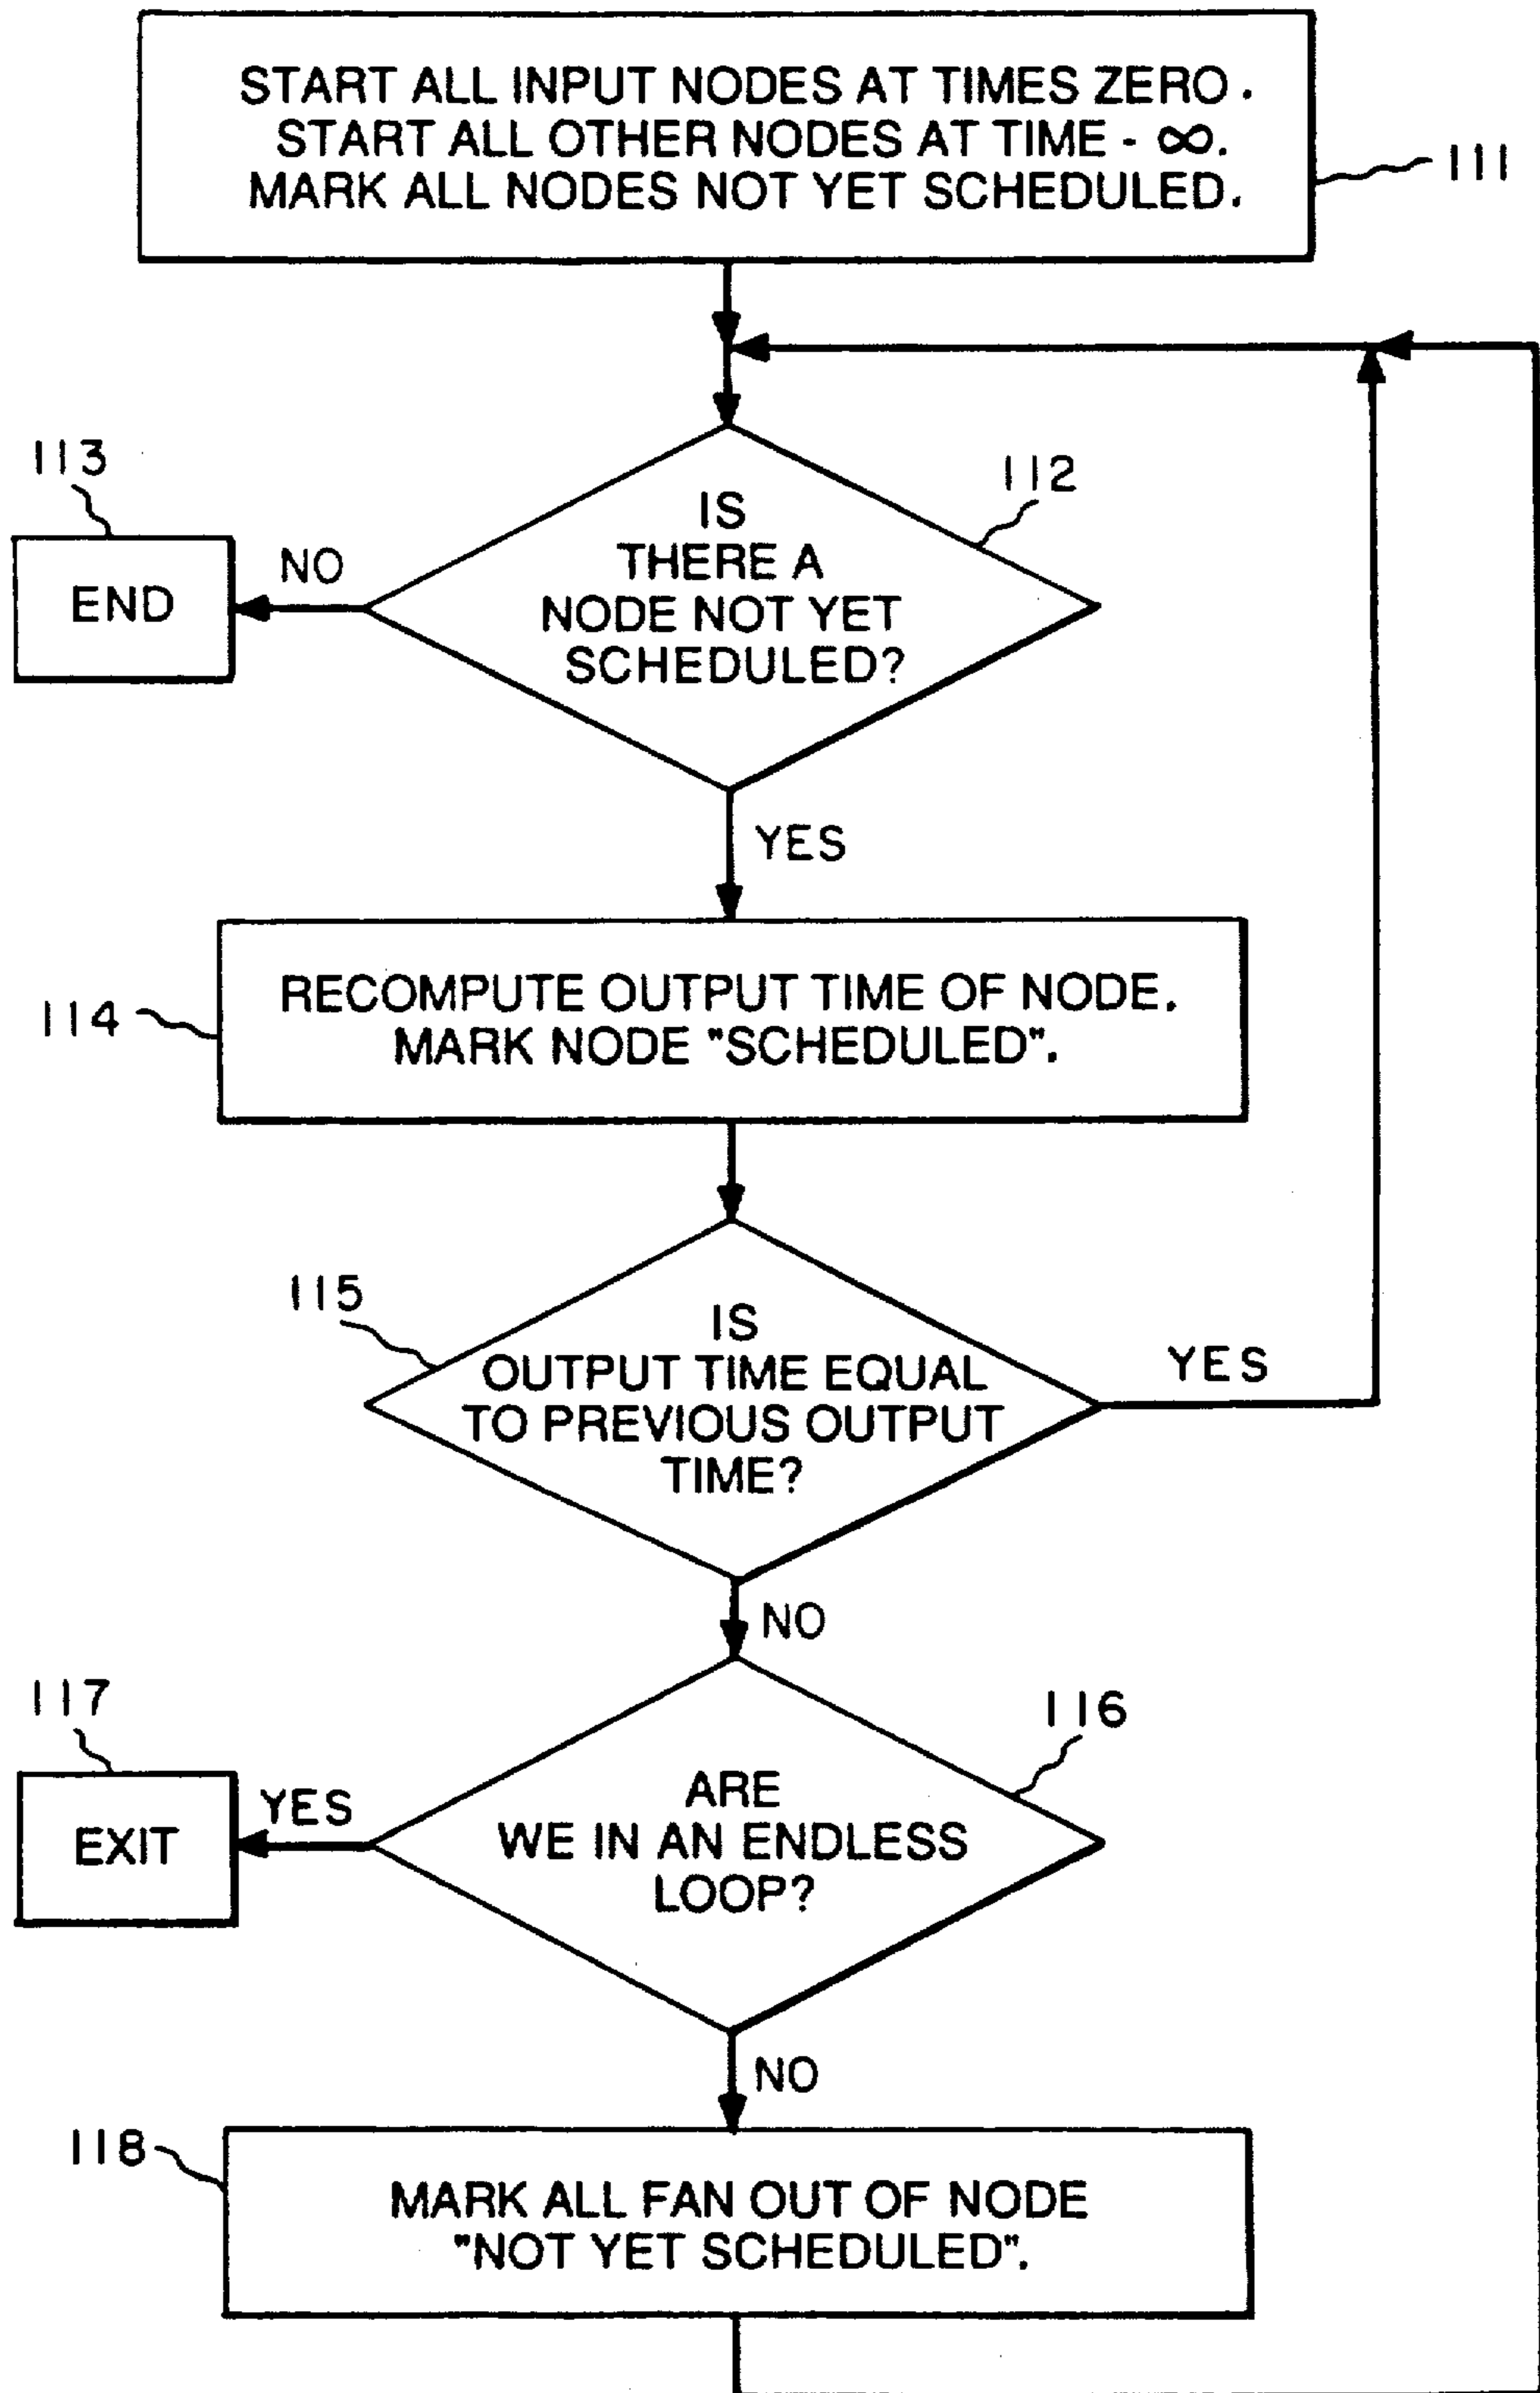 START ALL INPUT NODES AT TIMES ZERO.
START ALL OTHER NODES AT TIME - ∞.
MARK ALL NODES NOT YET SCHEDULED.
111
113
END
NO
112
IS
THERE A
NODE NOT YET
SCHEDULED?
YES
114
RECOMPUTE OUTPUT TIME OF NODE.
MARK NODE "SCHEDULED".
115
IS
OUTPUT TIME EQUAL
TO PREVIOUS OUTPUT
TIME?
YES
NO
117
EXIT
YES
116
ARE
WE IN AN ENDLESS
LOOP?
NO
118
MARK ALL FAN OUT OF NODE
"NOT YET SCHEDULED".